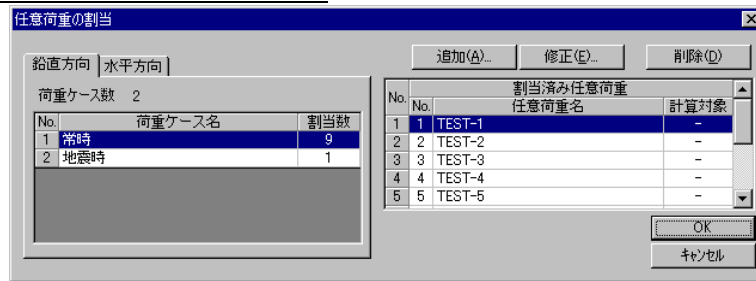 任意荷重の割当
鉛直方向 水平方向
荷重ケース数 2
No. 荷重ケース名 割当数
1 常時 9
2 地震時 1
追加(A)... 修正(E)... 削除(D)
No. 割当済み任意荷重
No. 任意荷重名 計算対象
1 1 TEST-1 −
2 2 TEST-2 −
3 3 TEST-3 −
4 4 TEST-4 −
5 5 TEST-5 −
OK
キャンセル